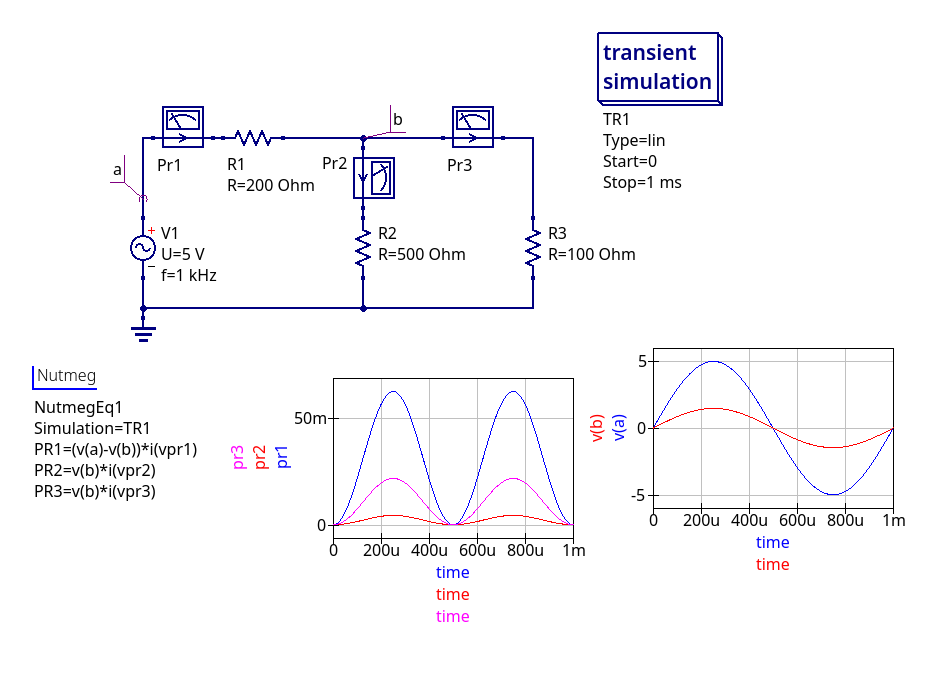 transient
simulation
TR1
Type=lin
Start=0
Stop=1 ms
b
Pr1
R1
R=200 Ohm
Pr2
Pr3
a
+
V1
U=5 V
f=1 kHz
−
R2
R=500 Ohm
R3
R=100 Ohm
Nutmeg
NutmegEq1
Simulation=TR1
PR1=(v(a)-v(b))*i(vpr1)
PR2=v(b)*i(vpr2)
PR3=v(b)*i(vpr3)
pr3
pr2
pr1
50m
0
0 200u 400u 600u 800u 1m
time
time
time
v(b)
v(a)
5
0
-5
0 200u 400u 600u 800u 1m
time
time